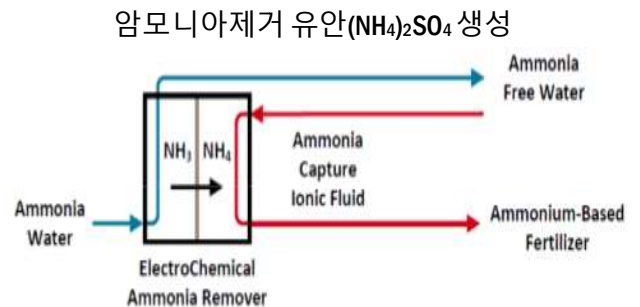 암모니아제거 유안(NH₄)₂SO₄ 생성
Ammonia
Free Water
NH₃ NH₄
Ammonia
Capture
Ionic Fluid
Ammonia
Water
Ammonium-Based
Fertilizer
ElectroChemical
Ammonia Remover